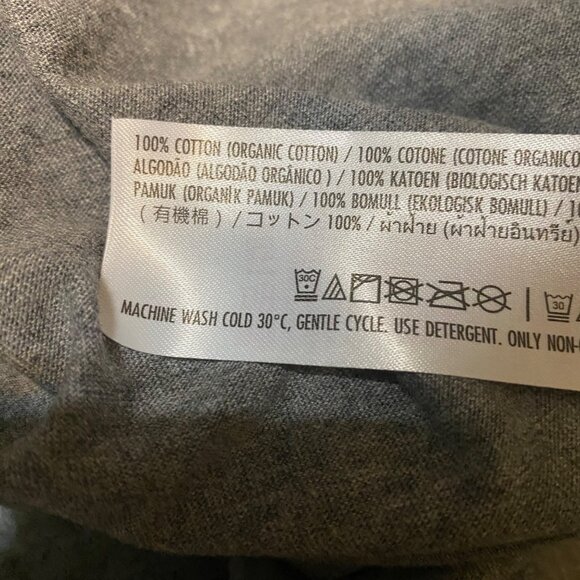 100% COTTON (ORGANIC COTTON) / 100% COTONE (COTONE ORGANICO
ALGODÃO (ALGODÃO ORGÂNICO ) / 100% KATOEN (BIOLOGISCH KATOEN
PAMUK (ORGANİK PAMUK) / 100% BOMULL (EKOLOGISK BOMULL) /
( 有機棉 ) / コットン 100% / ผ้าฝ้าย (ผ้าฝ้ายอินทรีย์)
30C 30
MACHINE WASH COLD 30°C, GENTLE CYCLE. USE DETERGENT. ONLY NON-